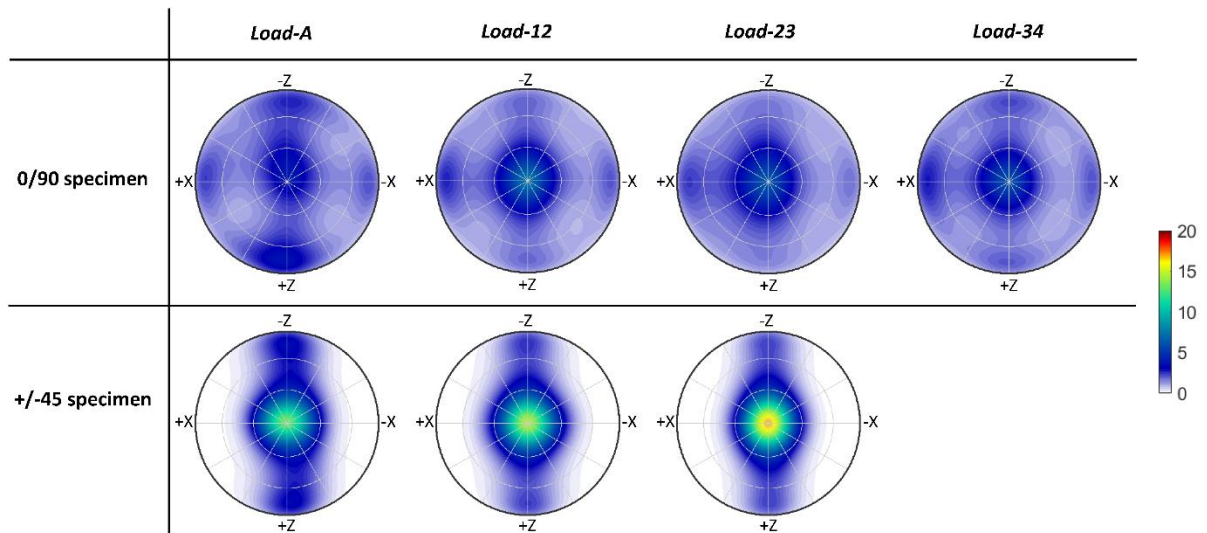 Load-A Load-12 Load-23 Load-34
-Z -Z -Z -Z
0/90 specimen +X -X +X -X +X -X +X -X
+Z +Z +Z +Z
20
15
10
5
0
-Z -Z -Z
+/-45 specimen +X -X +X -X +X -X
+Z +Z +Z